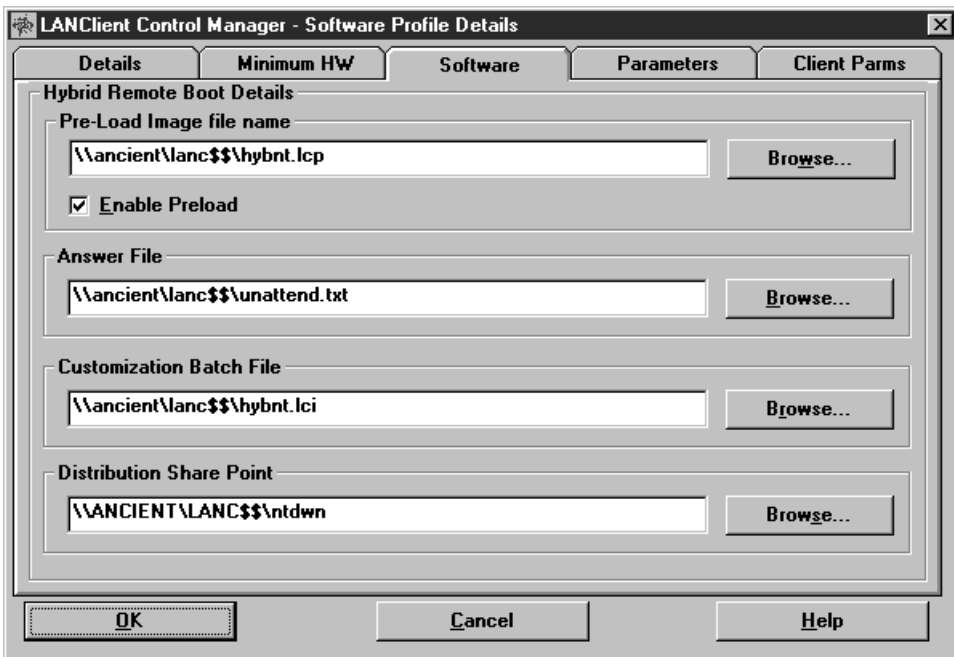 LANClient Control Manager - Software Profile Details
Details Minimum HW Software Parameters Client Parms
Hybrid Remote Boot Details
Pre-Load Image file name
\\ancient\lanc$$\hybnt.lcp Browse...
Enable Preload
Answer File
\\ancient\lanc$$\unattend.txt Browse...
Customization Batch File
\\ancient\lanc$$\hybnt.lci Browse...
Distribution Share Point
\\ANCIENT\LANC$$\ntdwn Browse...
OK Cancel Help